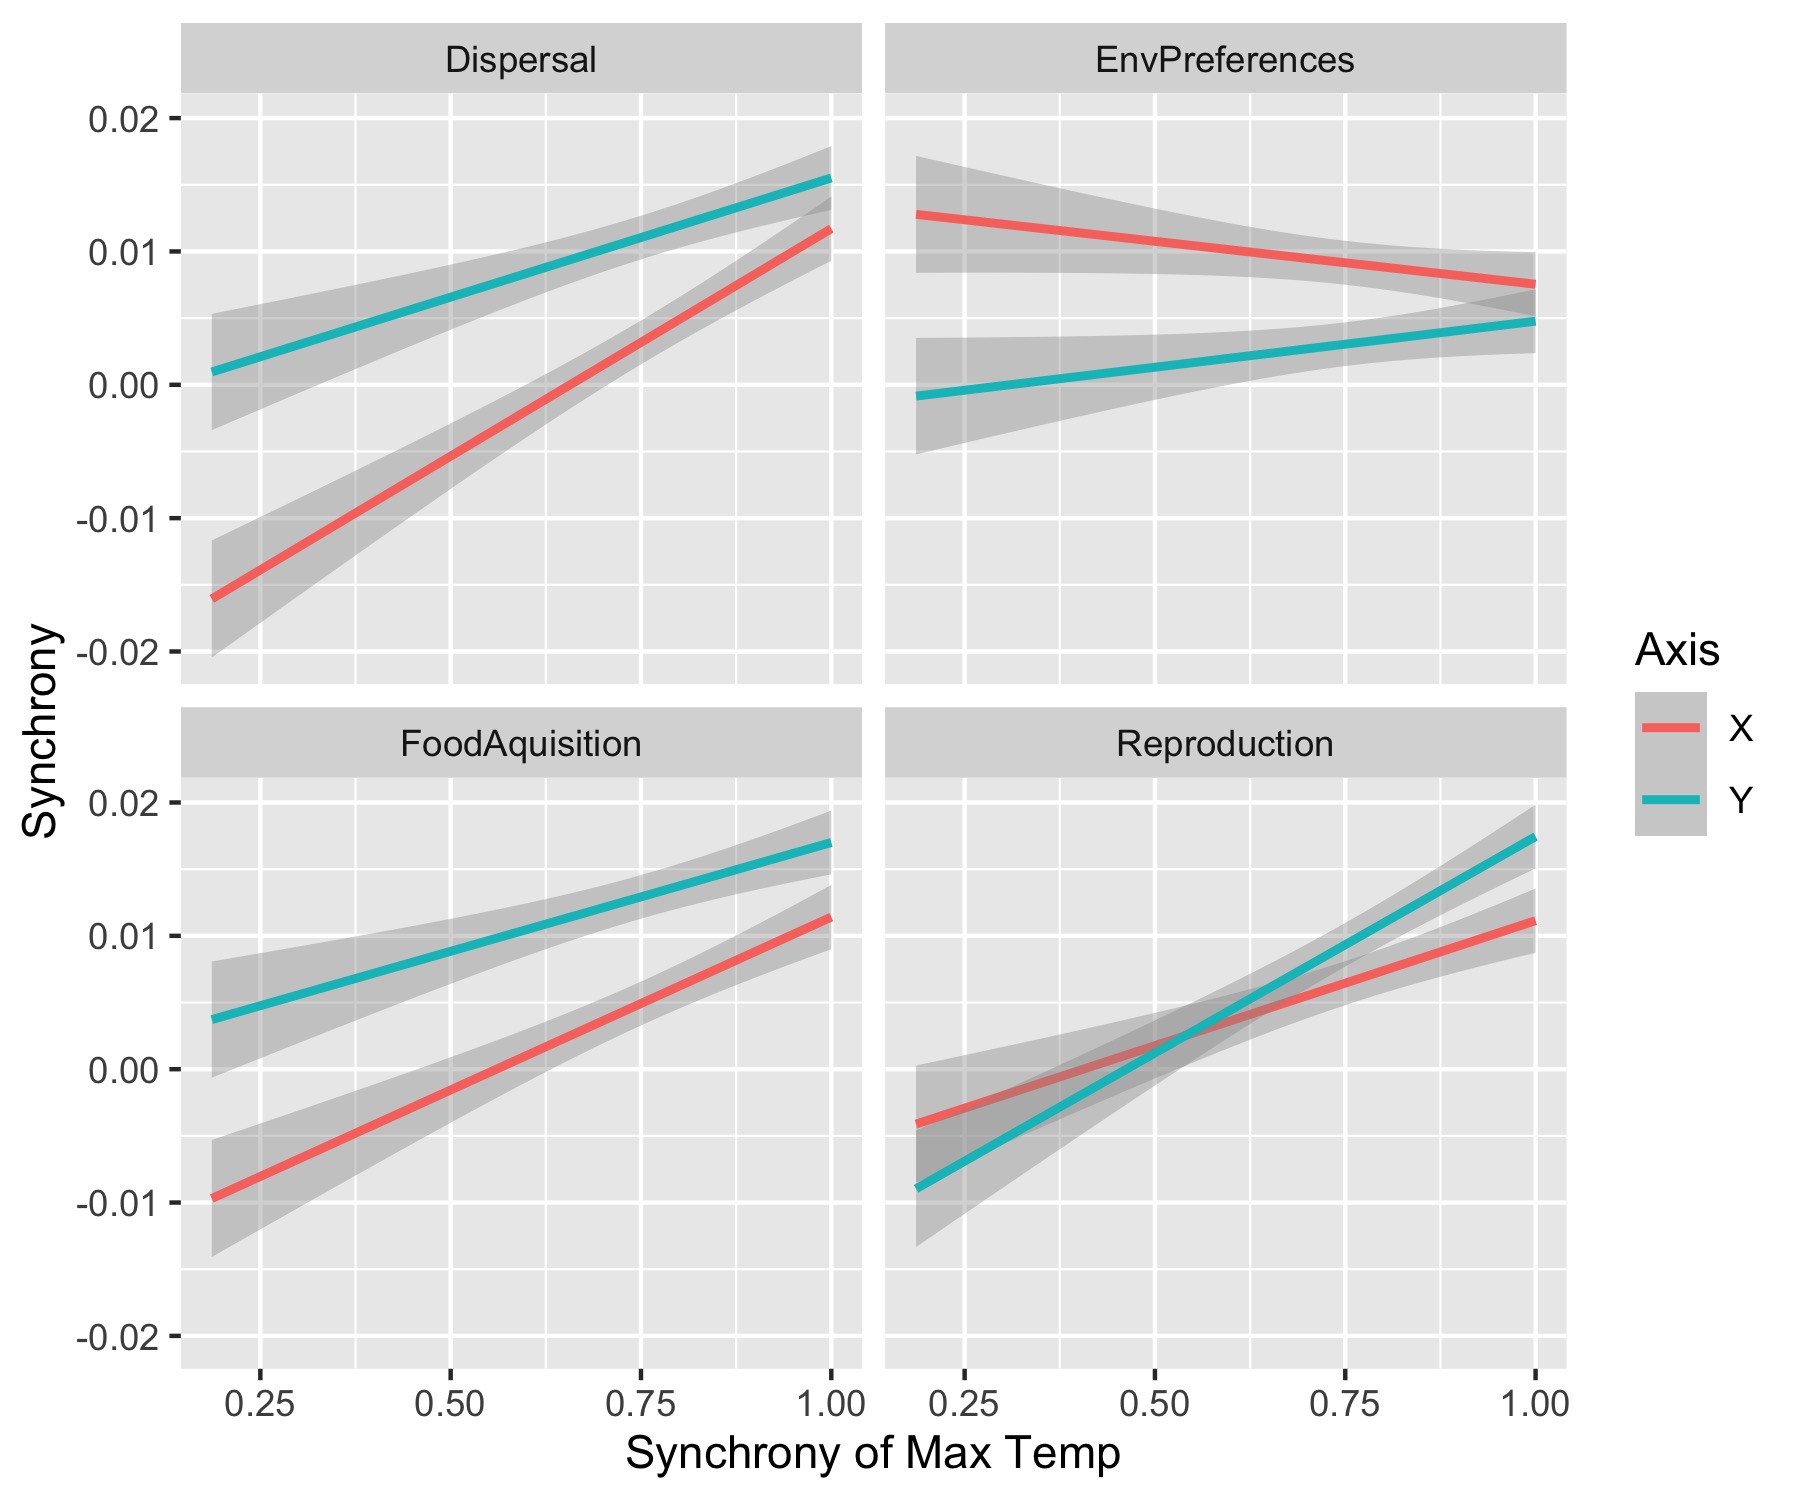 Dispersal
EnvPreferences
0.02
0.01
0.00
-0.01
-0.02
FoodAquisition
Reproduction
0.02
0.01
0.00
-0.01
-0.02
0.25 0.50 0.75 1.00
0.25 0.50 0.75 1.00
Synchrony of Max Temp
Synchrony
Axis
X
Y